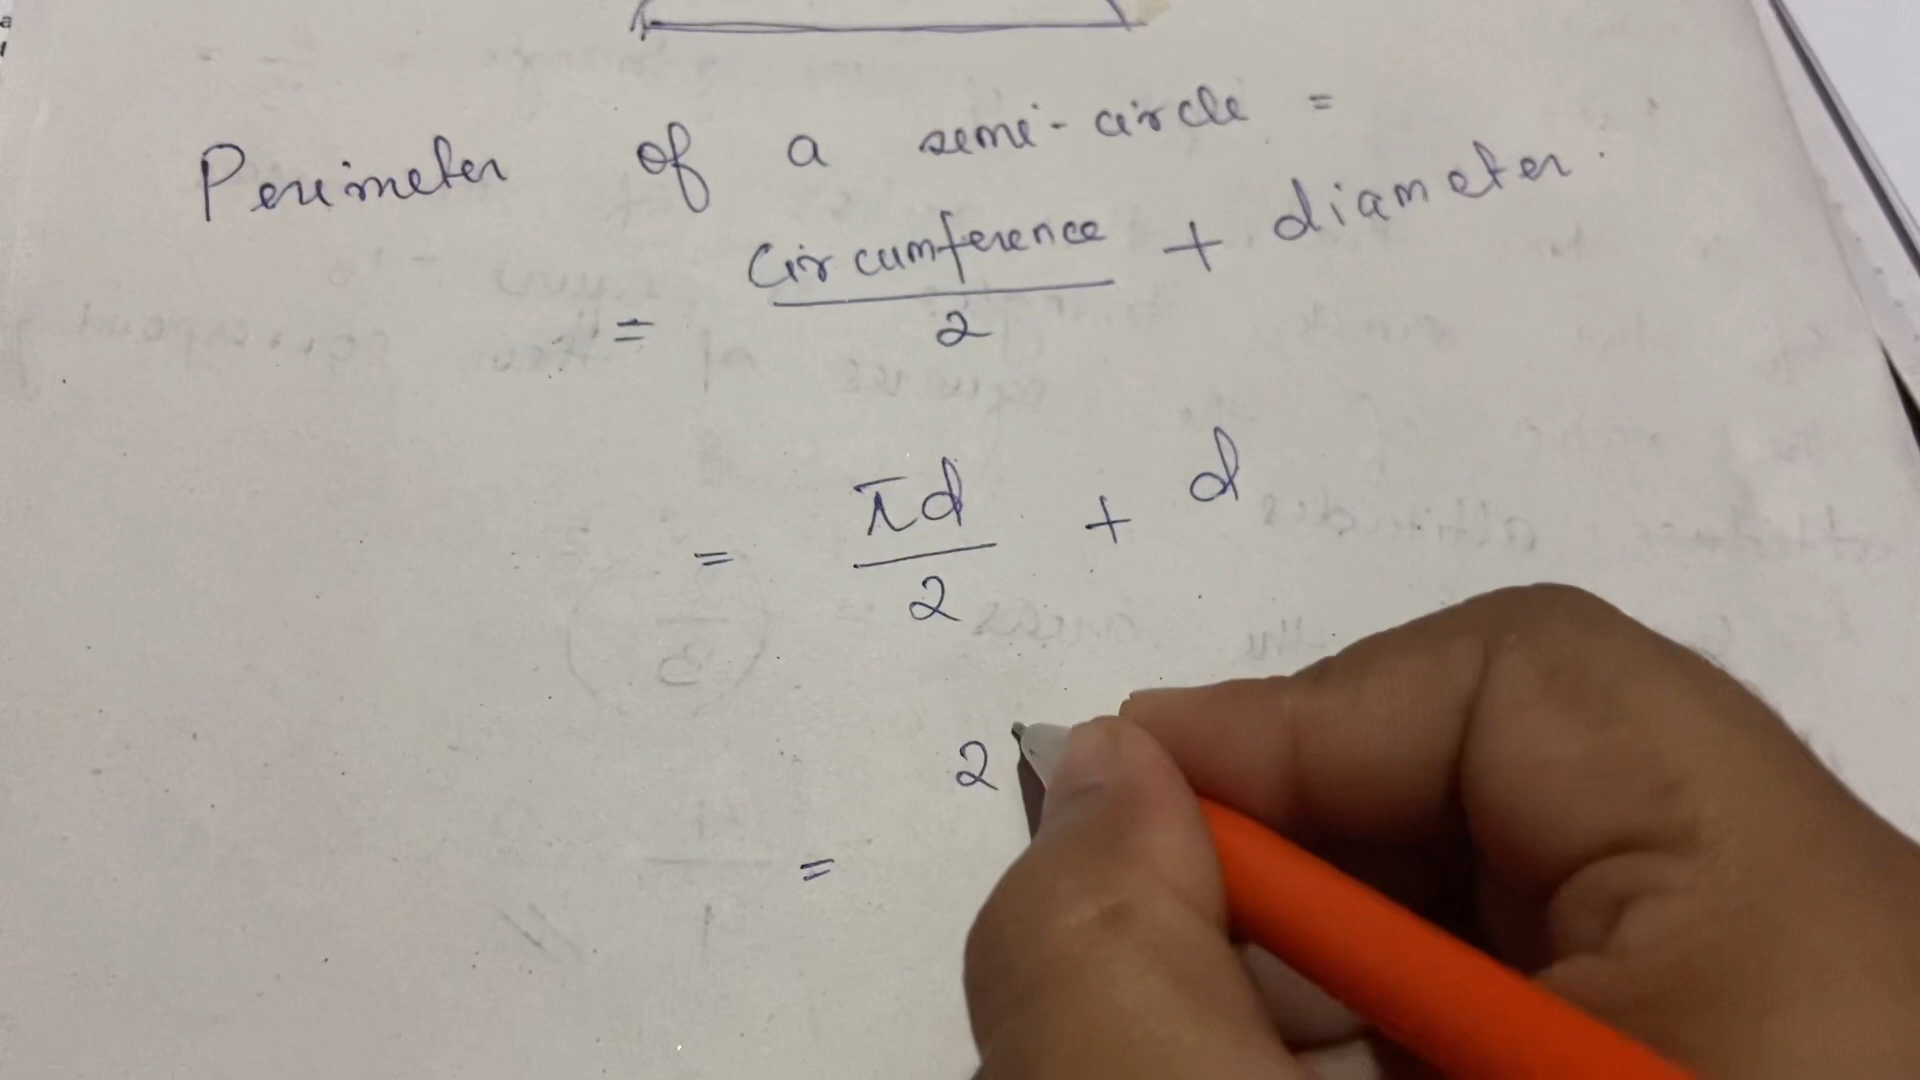 Perimeter of a semi-circle =
= circumference/2 + diameter.
= πd/2 + d
= 2